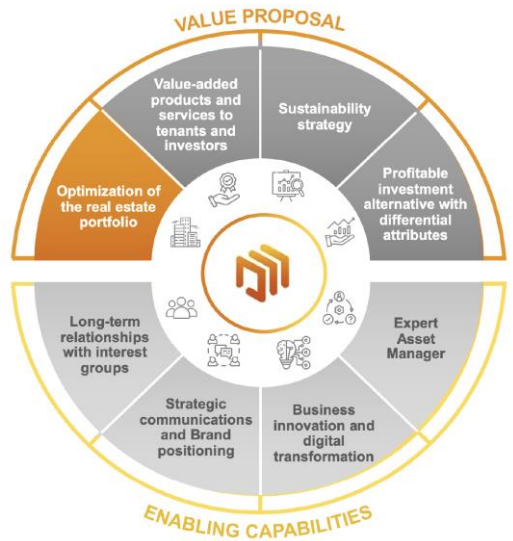 VALUE PROPOSAL
Value-added
products and
services to
tenants and
investors
Sustainability
strategy
Optimization of
the real estate
portfolio
Profitable
investment
alternative with
differential
attributes
Long-term
relationships
with interest
groups
Expert
Asset
Manager
Strategic
communications
and Brand
positioning
Business
innovation and
digital
transformation
ENABLING CAPABILITIES